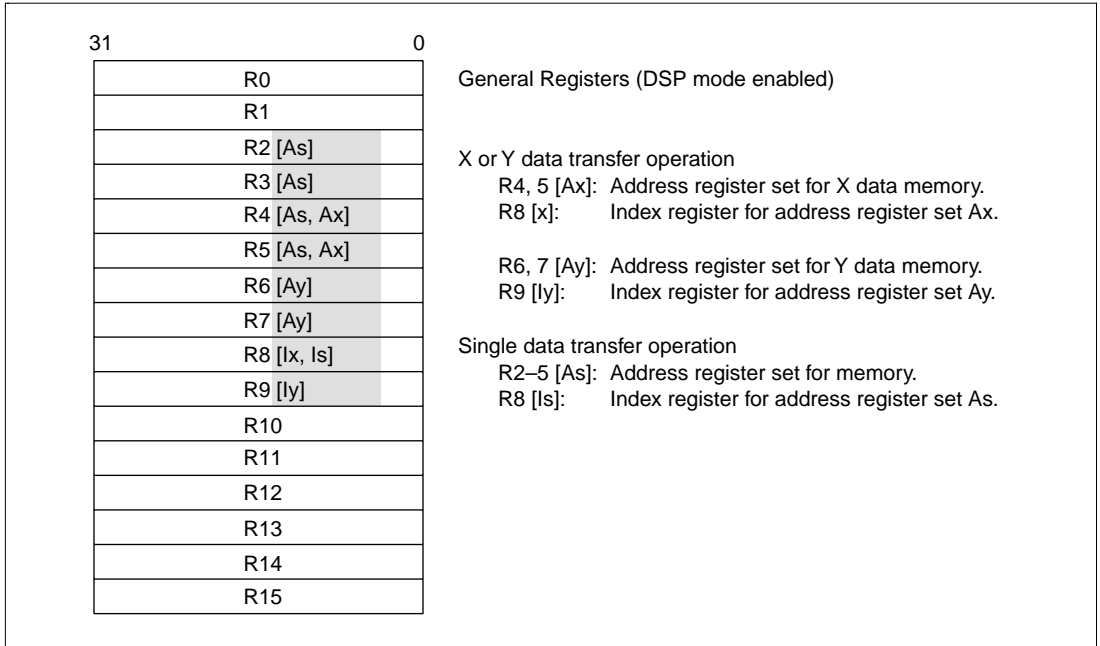 31 0
R0
R1
R2 [As]
R3 [As]
R4 [As, Ax]
R5 [As, Ax]
R6 [Ay]
R7 [Ay]
R8 [Ix, Is]
R9 [Iy]
R10
R11
R12
R13
R14
R15
General Registers (DSP mode enabled)
X or Y data transfer operation
R4, 5 [Ax]: Address register set for X data memory.
R8 [x]: Index register for address register set Ax.
R6, 7 [Ay]: Address register set for Y data memory.
R9 [Iy]: Index register for address register set Ay.
Single data transfer operation
R2–5 [As]: Address register set for memory.
R8 [Is]: Index register for address register set As.